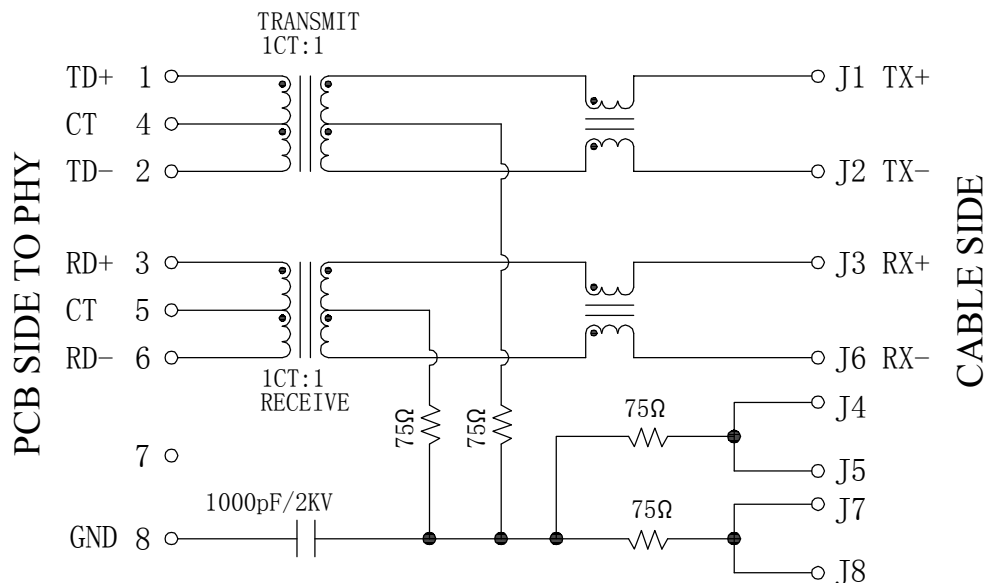 TRANSMIT
1CT:1
TD+ 1
J1 TX+
CT 4
TD- 2
J2 TX-
PCB SIDE TO PHY
CABLE SIDE
RD+ 3
J3 RX+
CT 5
RD- 6
J6 RX-
1CT:1
RECEIVE
75Ω
75Ω
75Ω
J4
7
J5
1000pF/2KV
75Ω
J7
GND 8
J8